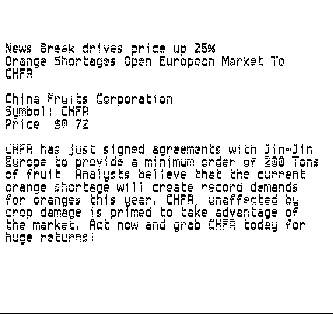 News Break drives price up 25%
Orange Shortages Open European Market To
CHFR
China Fruits Corporation
Symbol: CHFR
Price $0 72
CHFR has just signed agreements with Jin-Jin
Europe to provide a minimum order of 200 Tons
of fruit. Analysts believe that the current
orange shortage will create record demands
for oranges this year. CHFR, unaffected by
crop damage is primed to take advantage of
the market. Act now and grab CHFR today for
huge returns!